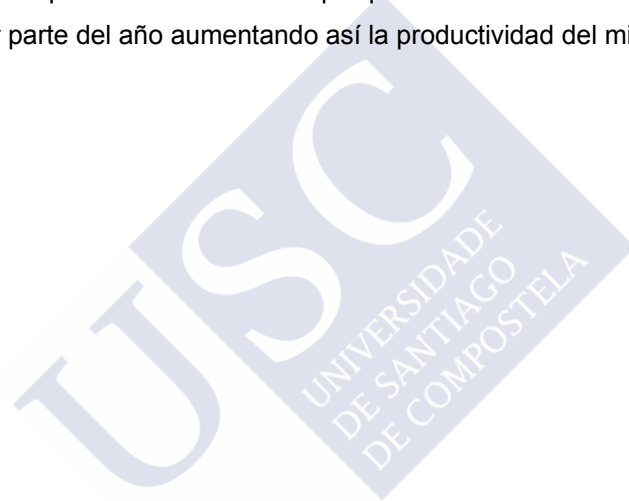 r parte del año aumentando así la productividad del mi
USC
UNIVERSIDADE
DE SANTIAGO
DE COMPOSTELA